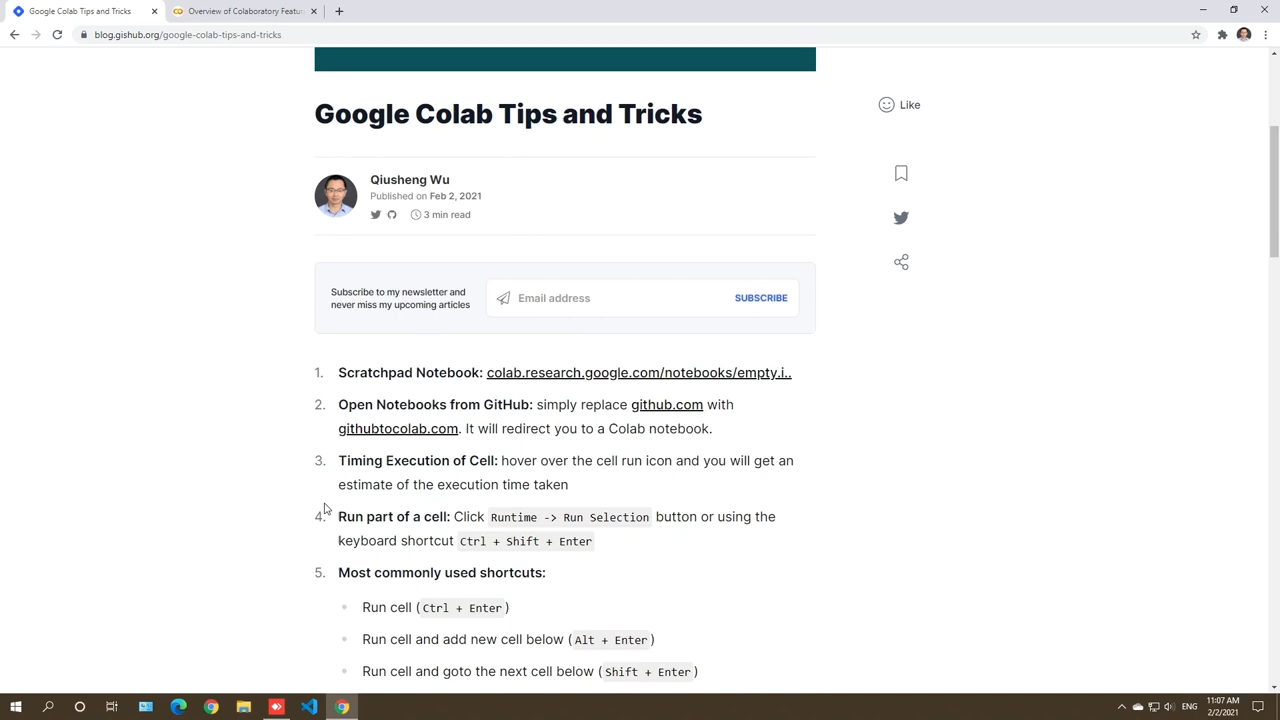 Google Colab Tips and Tricks
Overview of Colaboratory Featu
blog.gishub.org/google-colab-tips-and-tricks
Google Colab Tips and Tricks
Like
Qiusheng Wu
Published on Feb 2, 2021
3 min read
Subscribe to my newsletter and
never miss my upcoming articles
Email address
SUBSCRIBE
1. Scratchpad Notebook: colab.research.google.com/notebooks/empty.i..
2. Open Notebooks from GitHub: simply replace github.com with
githubtocolab.com. It will redirect you to a Colab notebook.
3. Timing Execution of Cell: hover over the cell run icon and you will get an
estimate of the execution time taken
4. Run part of a cell: Click Runtime -> Run Selection button or using the
keyboard shortcut Ctrl + Shift + Enter
5. Most commonly used shortcuts:
• Run cell (Ctrl + Enter)
• Run cell and add new cell below (Alt + Enter)
• Run cell and goto the next cell below (Shift + Enter)
ENG
11:07 AM
2/2/2021